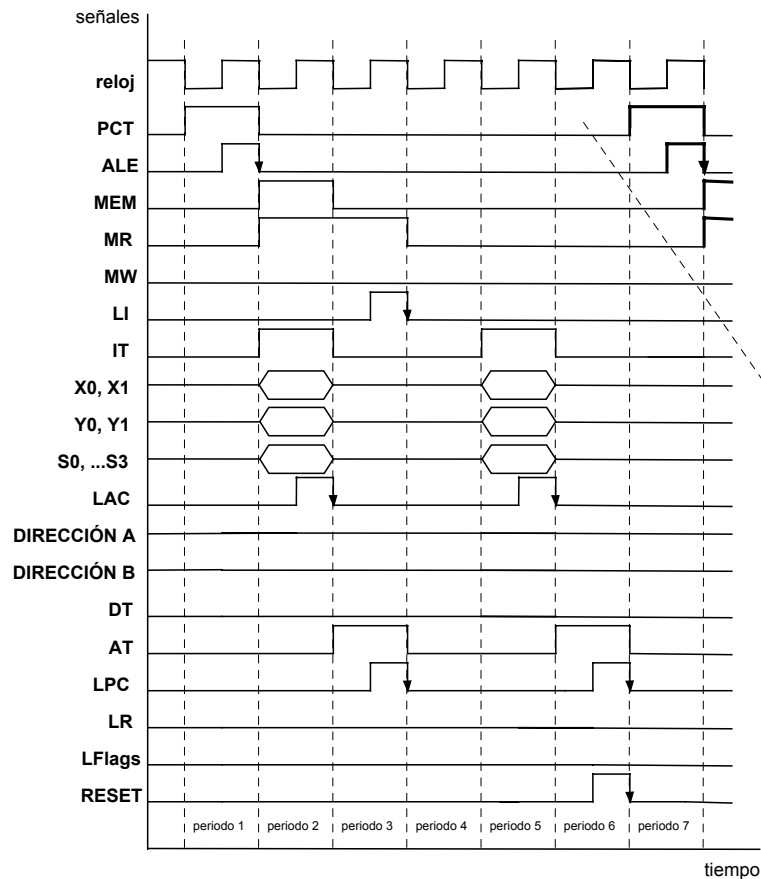 señales
reloj
PCT
ALE
MEM
MR
MW
LI
IT
X0, X1
Y0, Y1
S0, ...S3
LAC
DIRECCIÓN A
DIRECCIÓN B
DT
AT
LPC
LR
LFlags
RESET
periodo 1 periodo 2 periodo 3 periodo 4 periodo 5 periodo 6 periodo 7
tiempo